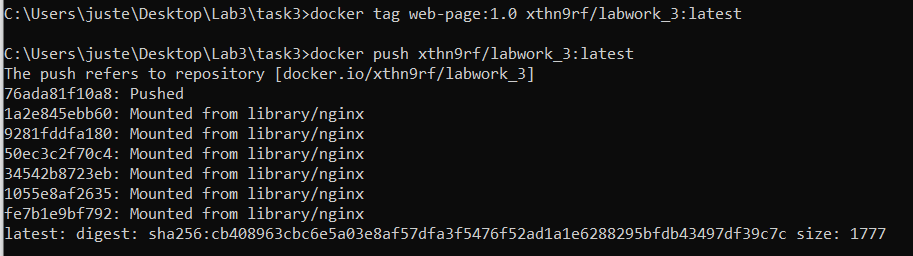 C:\Users\juste\Desktop\Lab3\task3>docker tag web-page:1.0 xthn9rf/labwork_3:latest
C:\Users\juste\Desktop\Lab3\task3>docker push xthn9rf/labwork_3:latest
The push refers to repository [docker.io/xthn9rf/labwork_3]
76ada81f10a8: Pushed
1a2e845ebb60: Mounted from library/nginx
9281fddfa180: Mounted from library/nginx
50ec3c2f70c4: Mounted from library/nginx
34542b8723eb: Mounted from library/nginx
1055e8af2635: Mounted from library/nginx
fe7b1e9bf792: Mounted from library/nginx
latest: digest: sha256:cb408963cbc6e5a03e8af57dfa3f5476f52ad1a1e6288295bfdb43497df39c7c size: 1777